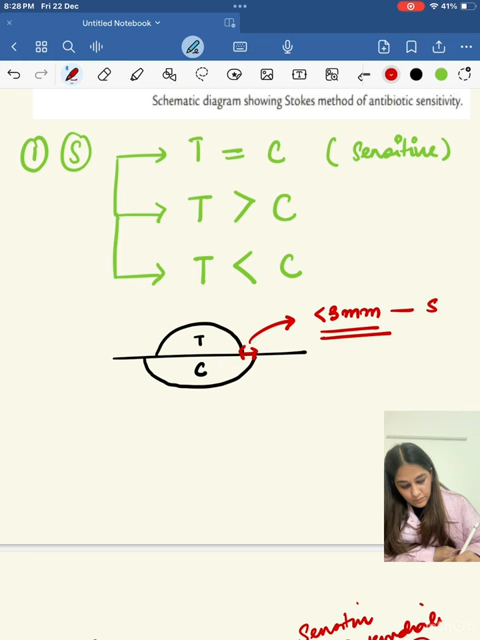 8:28 PM Fri 22 Dec 41%
Untitled Notebook
Schematic diagram showing Stokes method of antibiotic sensitivity.
① Ⓢ → T = C (Sensitive)
→ T > C
→ T < C
<3mm — S
T
C